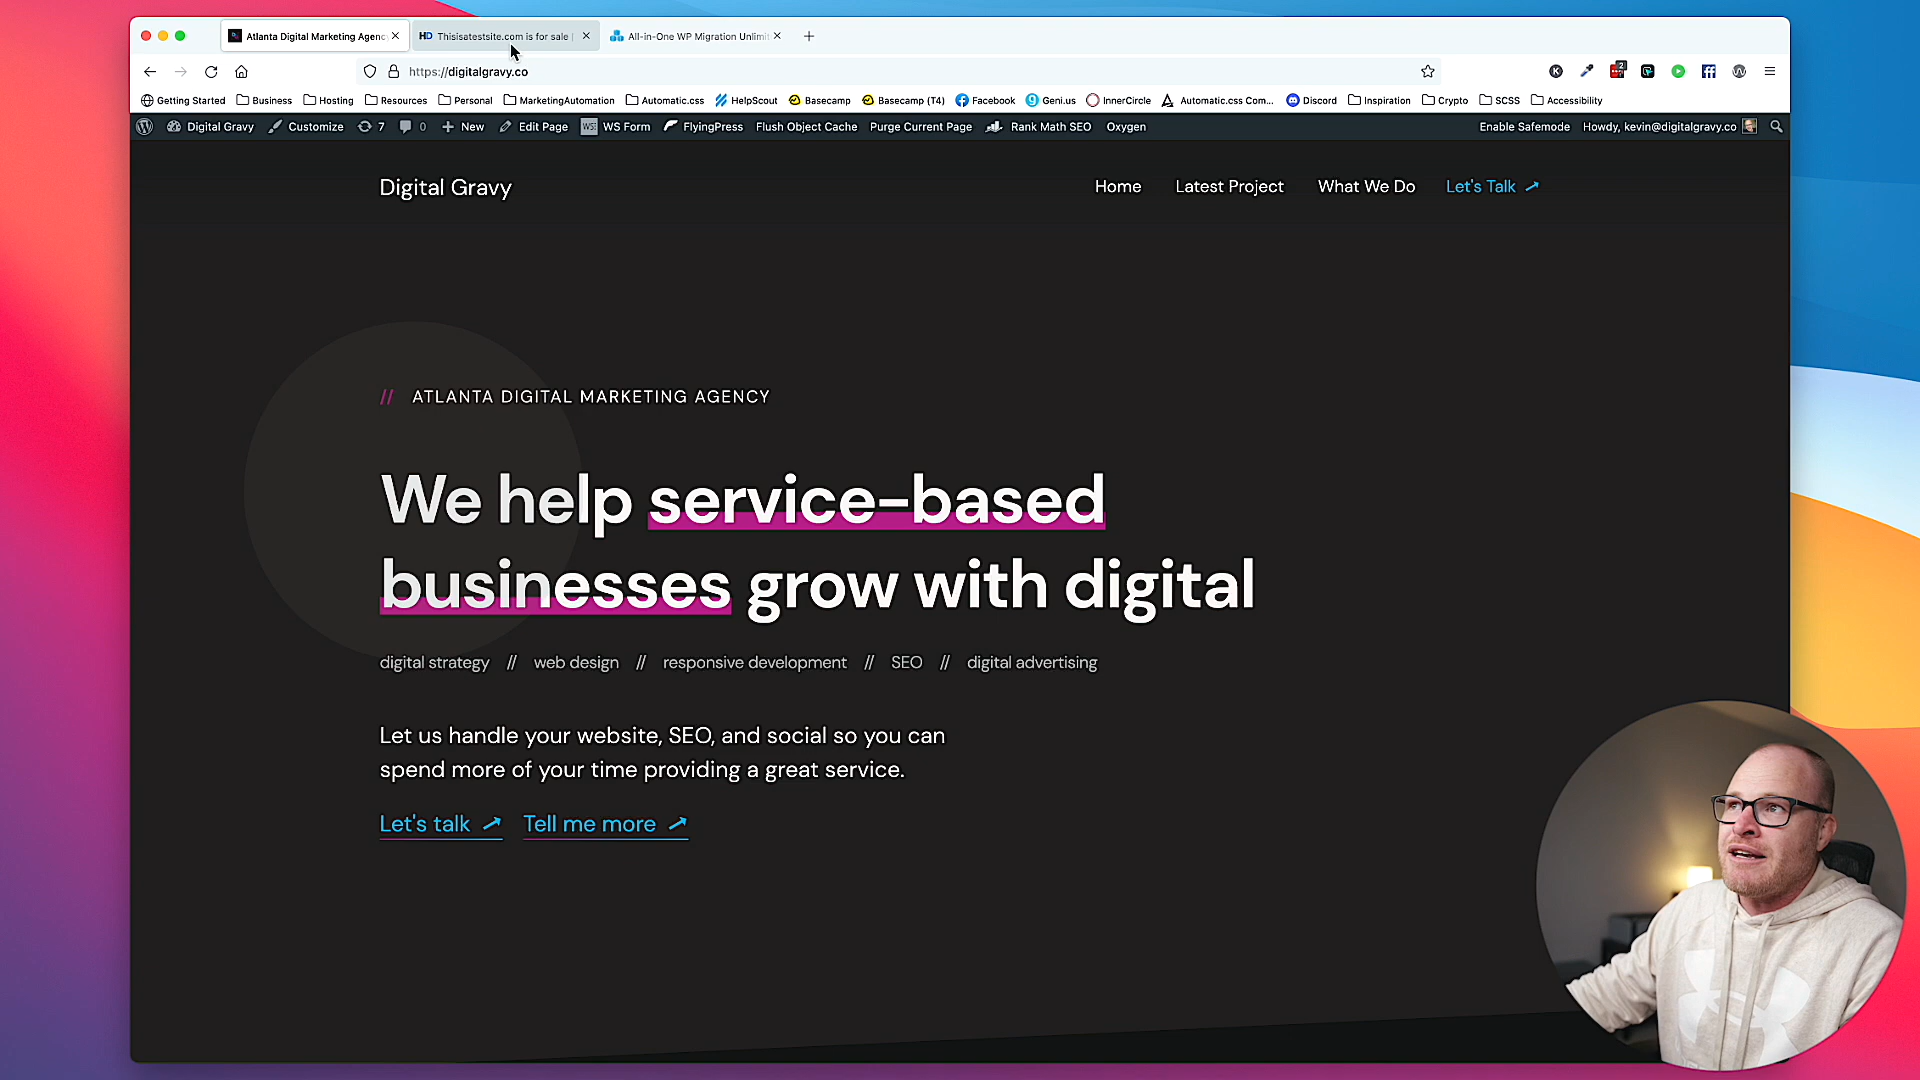 Atlanta Digital Marketing Agenc
Thisisatestsite.com is for sale |
All-in-One WP Migration Unlimit
https://digitalgravy.co
Getting Started
Business
Hosting
Resources
Personal
MarketingAutomation
Automatic.css
HelpScout
Basecamp
Basecamp (T4)
Facebook
Geni.us
InnerCircle
Automatic.css Com...
Discord
Inspiration
Crypto
SCSS
Accessibility
Digital Gravy
Customize
7
0
New
Edit Page
WS Form
FlyingPress
Flush Object Cache
Purge Current Page
Rank Math SEO
Oxygen
Enable Safemode
Howdy, kevin@digitalgravy.co
Digital Gravy
Home
Latest Project
What We Do
Let's Talk
// ATLANTA DIGITAL MARKETING AGENCY
We help service-based
businesses grow with digital
digital strategy // web design // responsive development // SEO // digital advertising
Let us handle your website, SEO, and social so you can
spend more of your time providing a great service.
Let's talk
Tell me more